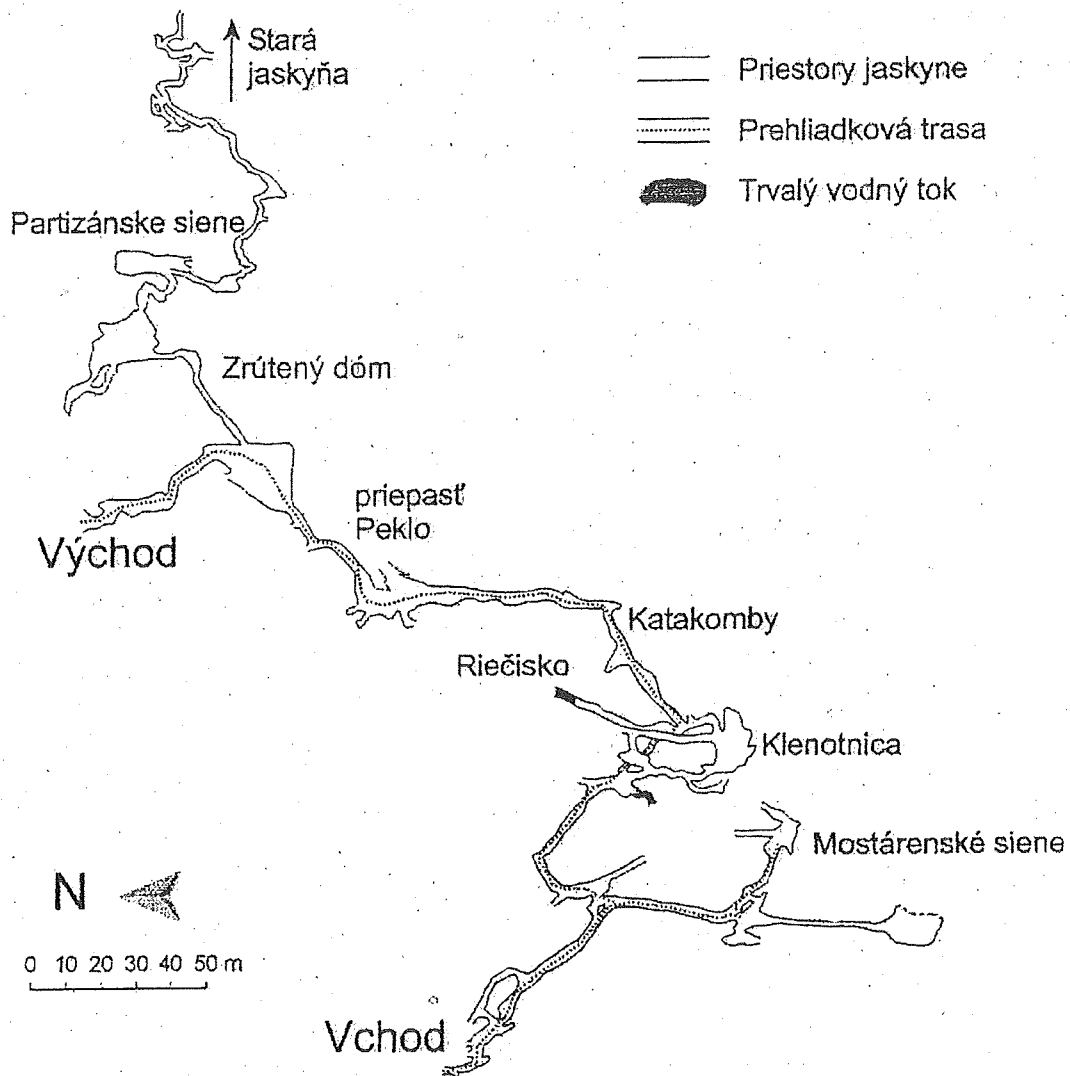 Stará
jaskyňa
Priestory jaskyne
Prehliadková trasa
Trvalý vodný tok
Partizánske siene
Zrútený dóm
priepasť
Peklo
Východ
Katakomby
Riečisko
Klenotnica
Mostárenské siene
N
0 10 20 30 40 50 m
Vchod